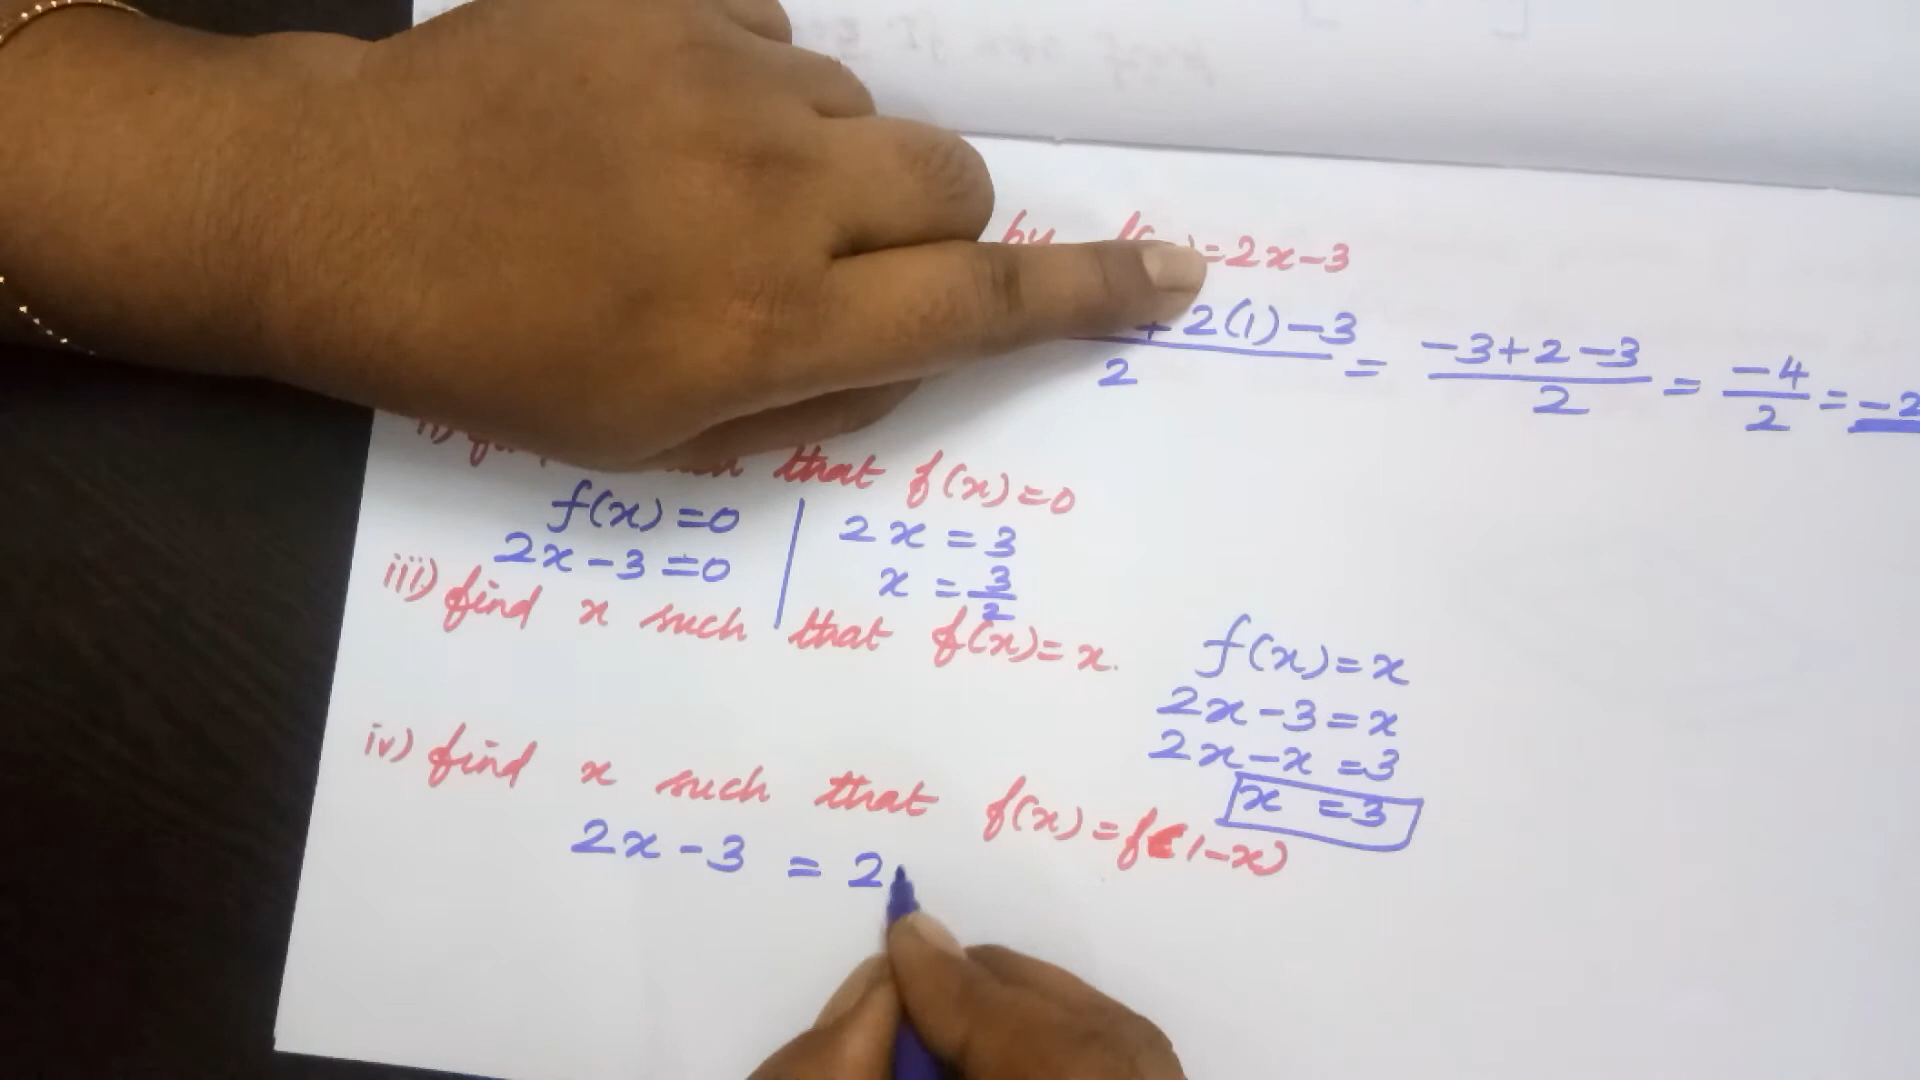 by f( )=2x-3
+ 2(1)-3 / 2 = -3+2-3 / 2 = -4 / 2 = -2
that f(x)=0
f(x)=0
2x-3=0
2x=3
x=3/2
iii) find x such that f(x)=x.
f(x)=x
2x-3=x
2x-x=3
x=3
iv) find x such that f(x)=f(1-x)
2x-3 = 2